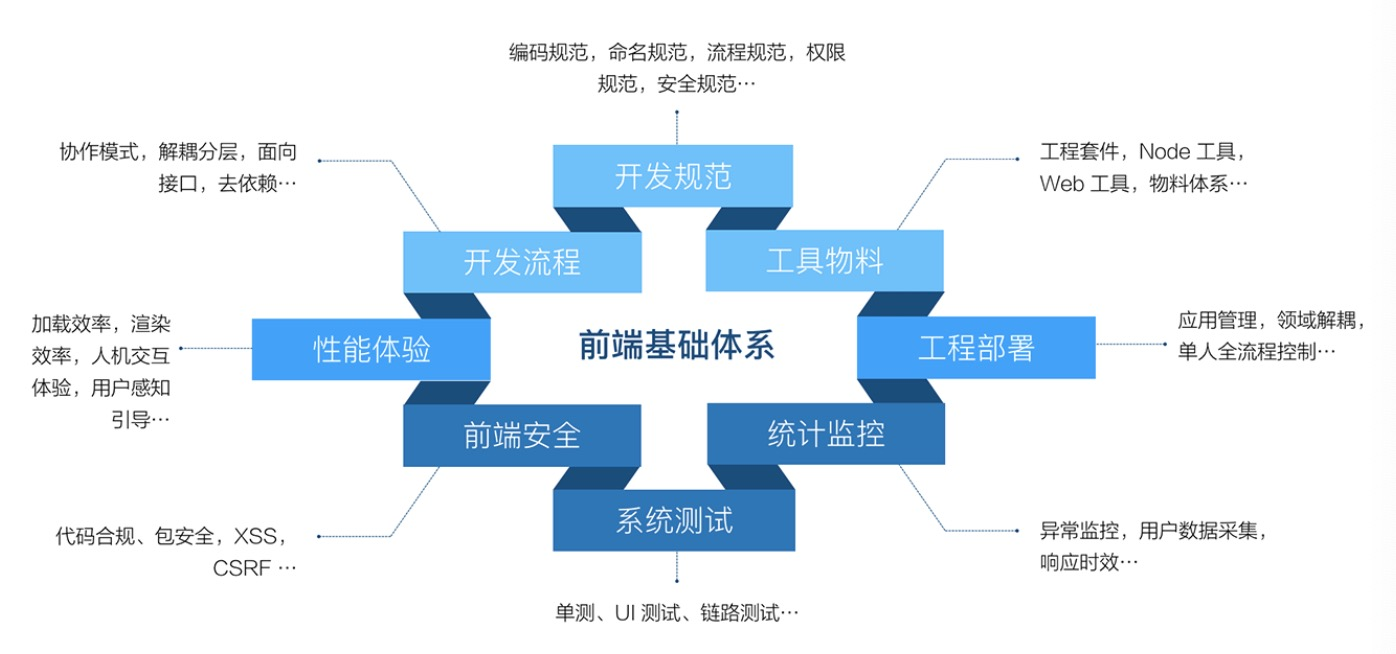 编码规范，命名规范，流程规范，权限
规范，安全规范…
协作模式，解耦分层，面向
接口，去依赖…
开发规范
工程套件，Node 工具，
Web 工具，物料体系…
开发流程
工具物料
加载效率，渲染
效率，人机交互
体验，用户感知
引导…
性能体验
前端基础体系
工程部署
应用管理，领域解耦，
单人全流程控制…
前端安全
统计监控
代码合规、包安全，XSS，
CSRF …
系统测试
异常监控，用户数据采集，
响应时效…
单测、UI 测试、链路测试…